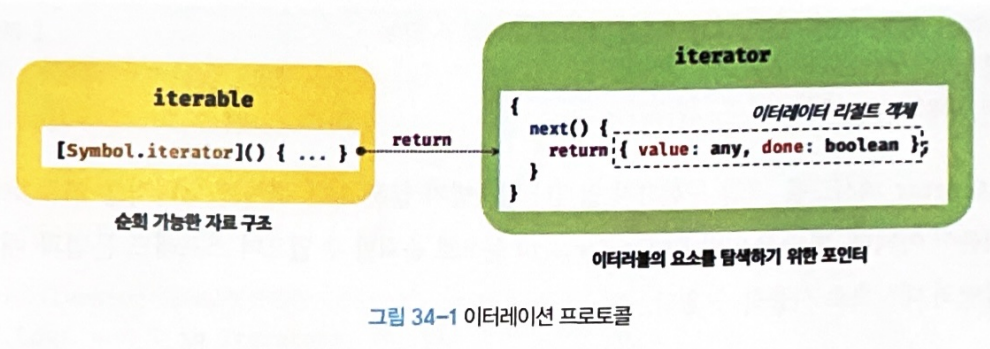 iterable
[Symbol.iterator]() { ... }
순회 가능한 자료 구조
return
iterator
{
이터레이터 리절트 객체
next() {
return { value: any, done: boolean };
}
}
이터러블의 요소를 탐색하기 위한 포인터
그림 34-1 이터레이션 프로토콜